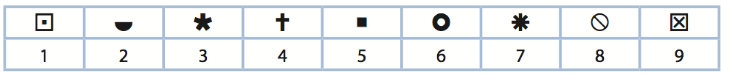 ⊡ ◡ * † ■ O ⁕ ⃠ ☒
1 2 3 4 5 6 7 8 9